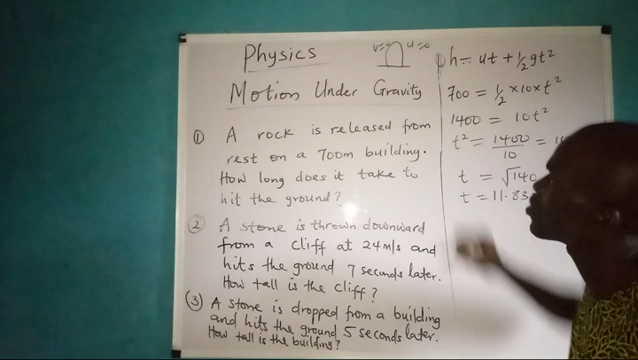 Physics
v=0 u=0
Motion Under Gravity
① A rock is released from
rest on a 700m building.
How long does it take to
hit the ground?
② A stone is thrown downward
from a cliff at 24m/s and
hits the ground 7 seconds later.
How tall is the cliff?
③ A stone is dropped from a building
and hits the ground 5 seconds later.
How tall is the building?
① h = ut + 1/2 gt²
700 = 1/2 × 10 × t²
1400 = 10t²
t² = 1400/10 =
t = √140
t = 11.83